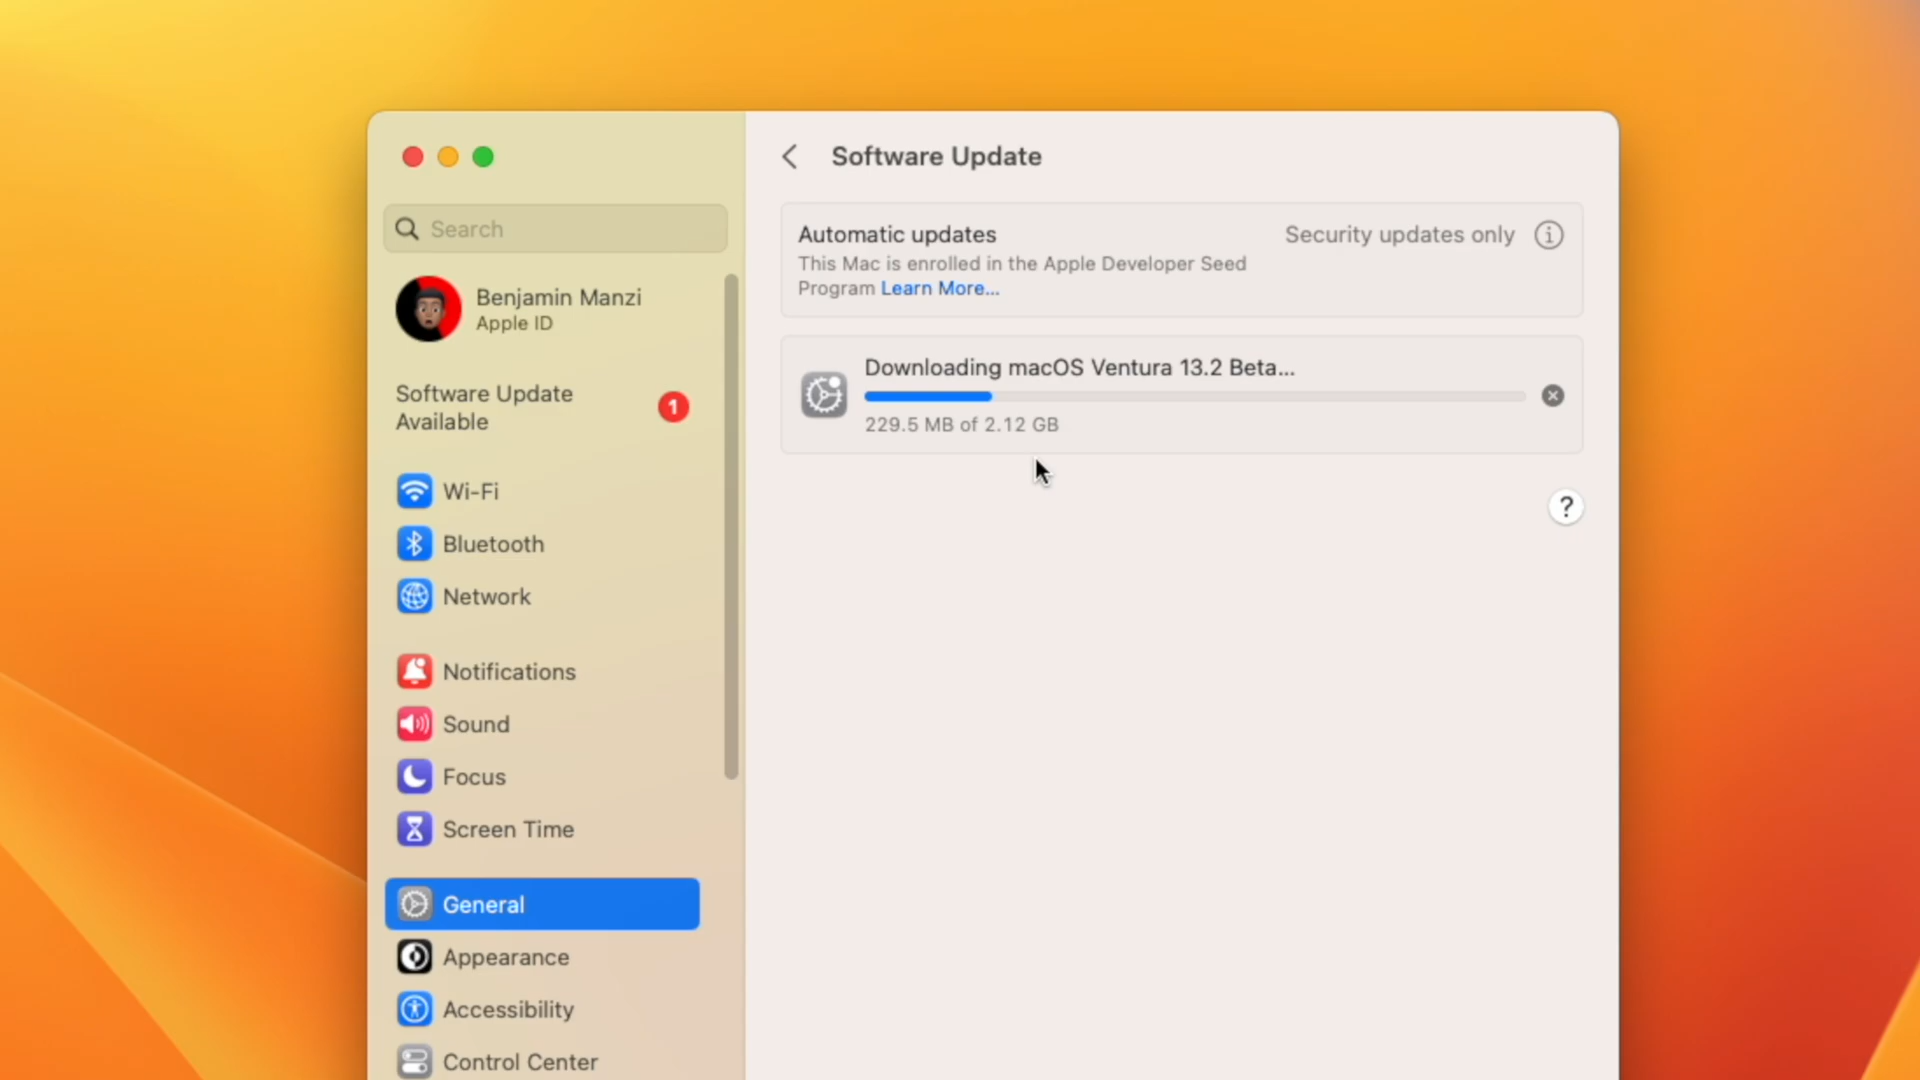 Search
Benjamin Manzi
Apple ID
Software Update
Available
1
Wi-Fi
Bluetooth
Network
Notifications
Sound
Focus
Screen Time
General
Appearance
Accessibility
Control Center
Software Update
Automatic updates
Security updates only
This Mac is enrolled in the Apple Developer Seed
Program Learn More...
Downloading macOS Ventura 13.2 Beta...
229.5 MB of 2.12 GB
?